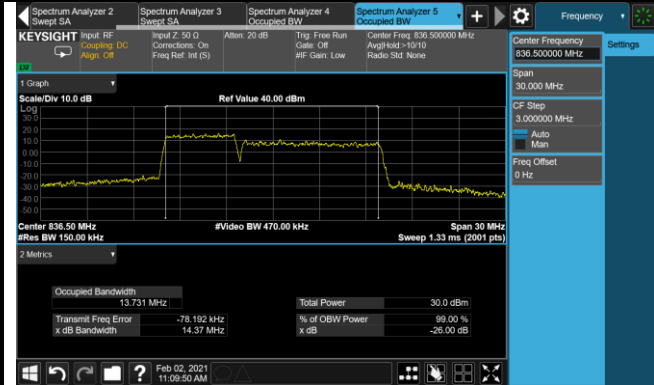 Spectrum Analyzer 2
Swept SA
Spectrum Analyzer 3
Swept SA
Spectrum Analyzer 4
Occupied BW
Spectrum Analyzer 5
Occupied BW
Frequency
KEYSIGHT
Input: RF
Coupling: DC
Align: Off
Input Z: 50 Ω
Corrections: On
Freq Ref: Int (S)
Atten: 20 dB
Trig: Free Run
Gate: Off
#IF Gain: Low
Center Freq: 836.500000 MHz
Avg|Hold:>10/10
Radio Std: None
1 Graph
Scale/Div 10.0 dB
Ref Value 40.00 dBm
Log
30.0
20.0
10.0
0.00
-10.0
-20.0
-30.0
-40.0
-50.0
Center 836.50 MHz
#Res BW 150.00 kHz
#Video BW 470.00 kHz
Span 30 MHz
Sweep 1.33 ms (2001 pts)
2 Metrics
Occupied Bandwidth
13.731 MHz
Transmit Freq Error
-78.192 kHz
x dB Bandwidth
14.37 MHz
Total Power
30.0 dBm
% of OBW Power
99.00 %
x dB
-26.00 dB
Center Frequency
836.500000 MHz
Settings
Span
30.000 MHz
CF Step
3.000000 MHz
Auto
Man
Freq Offset
0 Hz
Feb 02, 2021
11:09:50 AM